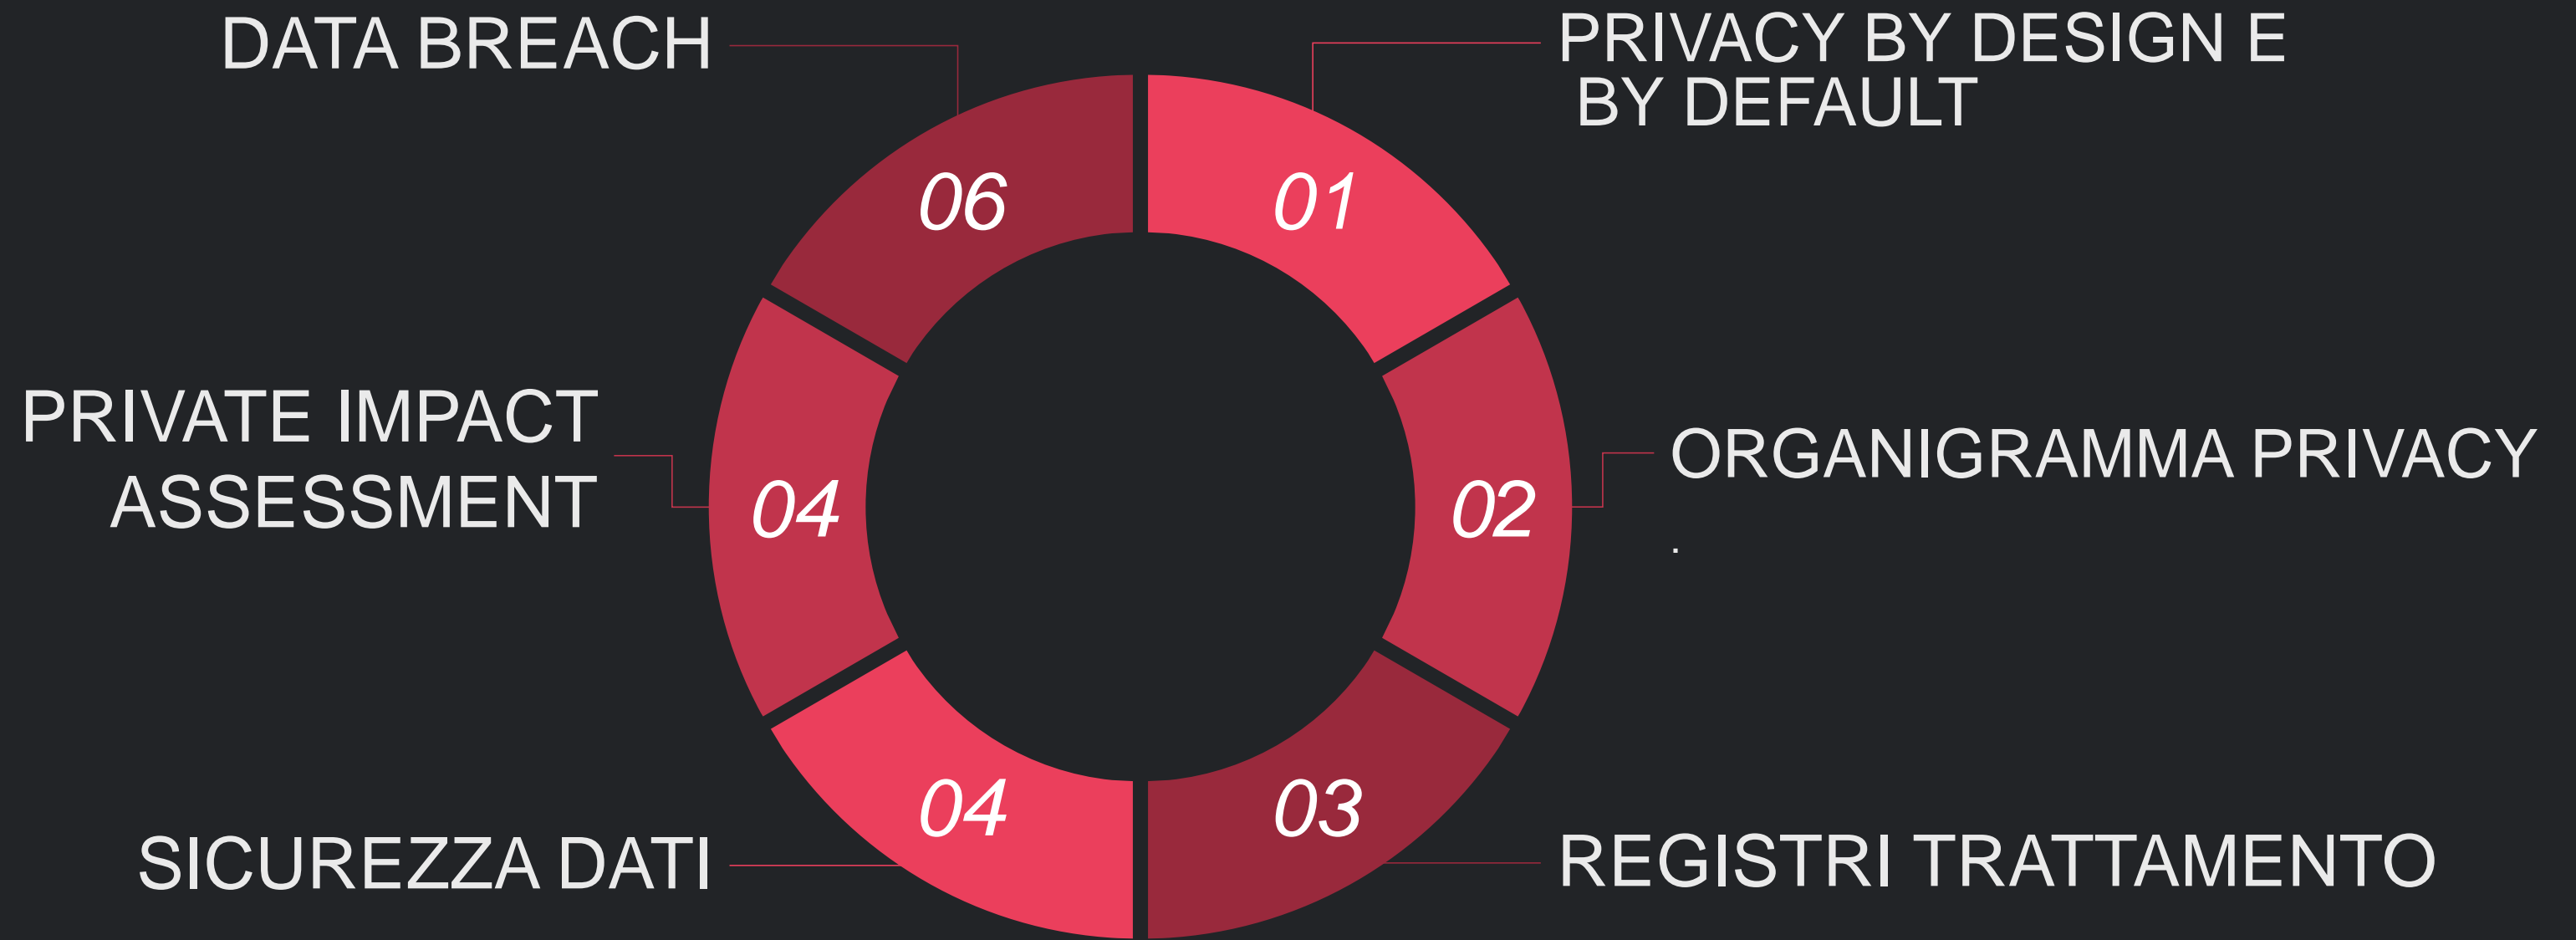 DATA BREACH
PRIVACY BY DESIGN E
BY DEFAULT
06
01
PRIVATE IMPACT
ASSESSMENT
04
02
ORGANIGRAMMA PRIVACY
.
04
03
SICUREZZA DATI
REGISTRI TRATTAMENTO